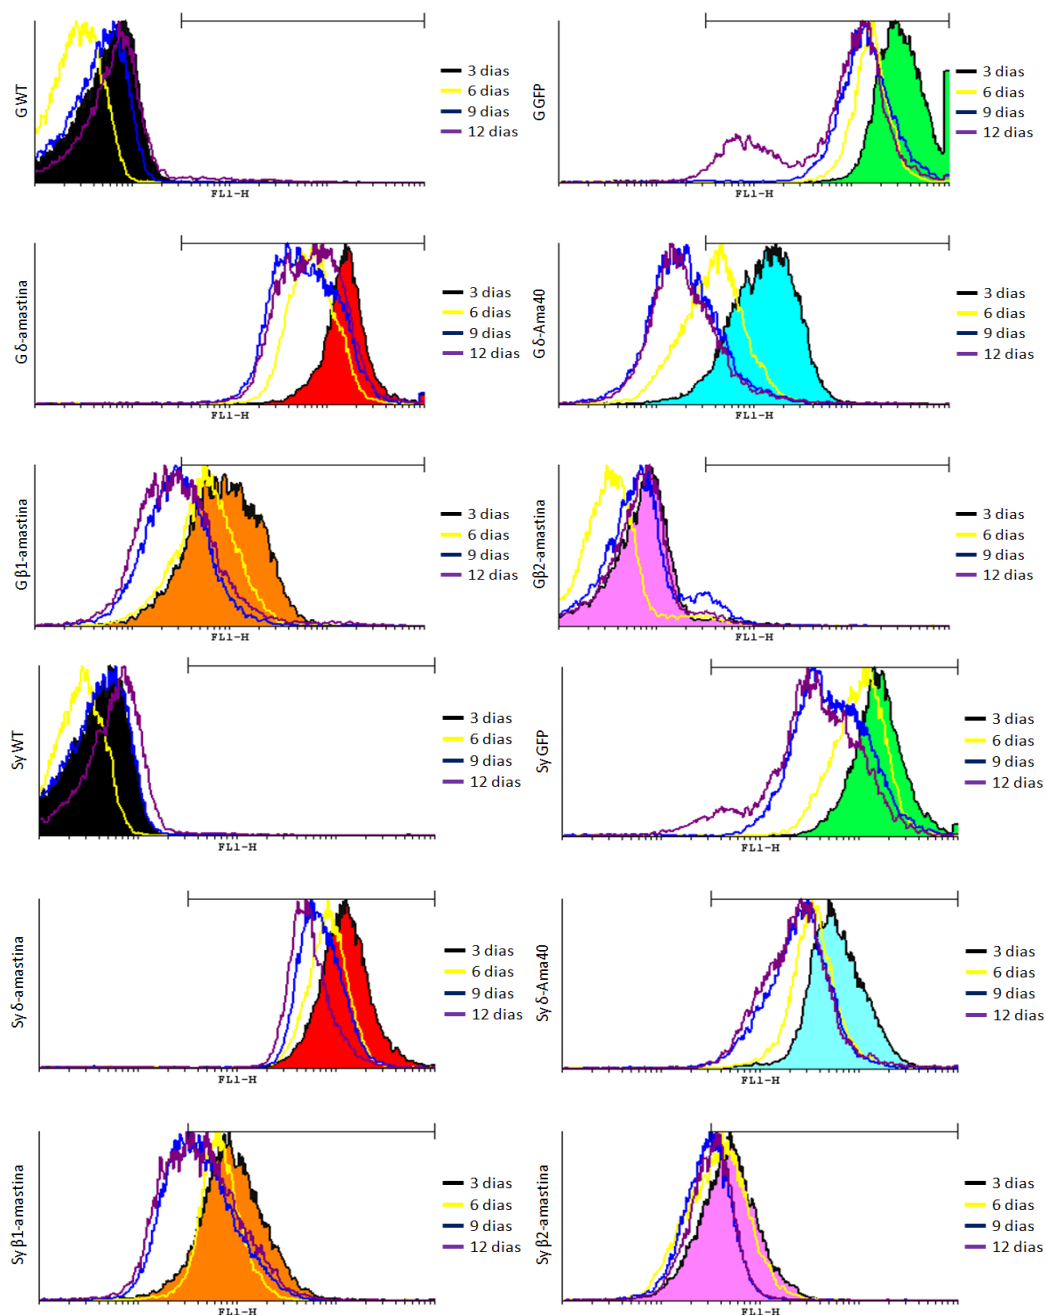 G WT
3 dias
6 dias
9 dias
12 dias
FL1-H
G GFP
3 dias
6 dias
9 dias
12 dias
FL1-H
Gδ-amastina
3 dias
6 dias
9 dias
12 dias
FL1-H
G δ-Ama40
3 dias
6 dias
9 dias
12 dias
FL1-H
G β1-amastina
3 dias
6 dias
9 dias
12 dias
FL1-H
Gβ2-amastina
3 dias
6 dias
9 dias
12 dias
FL1-H
Sy WT
3 dias
6 dias
9 dias
12 dias
FL1-H
Sy GFP
3 dias
6 dias
9 dias
12 dias
FL1-H
Sy δ-amastina
3 dias
6 dias
9 dias
12 dias
FL1-H
Sy δ-Ama40
3 dias
6 dias
9 dias
12 dias
FL1-H
Sy β1-amastina
3 dias
6 dias
9 dias
12 dias
FL1-H
Sy β2-amastina
3 dias
6 dias
9 dias
12 dias
FL1-H